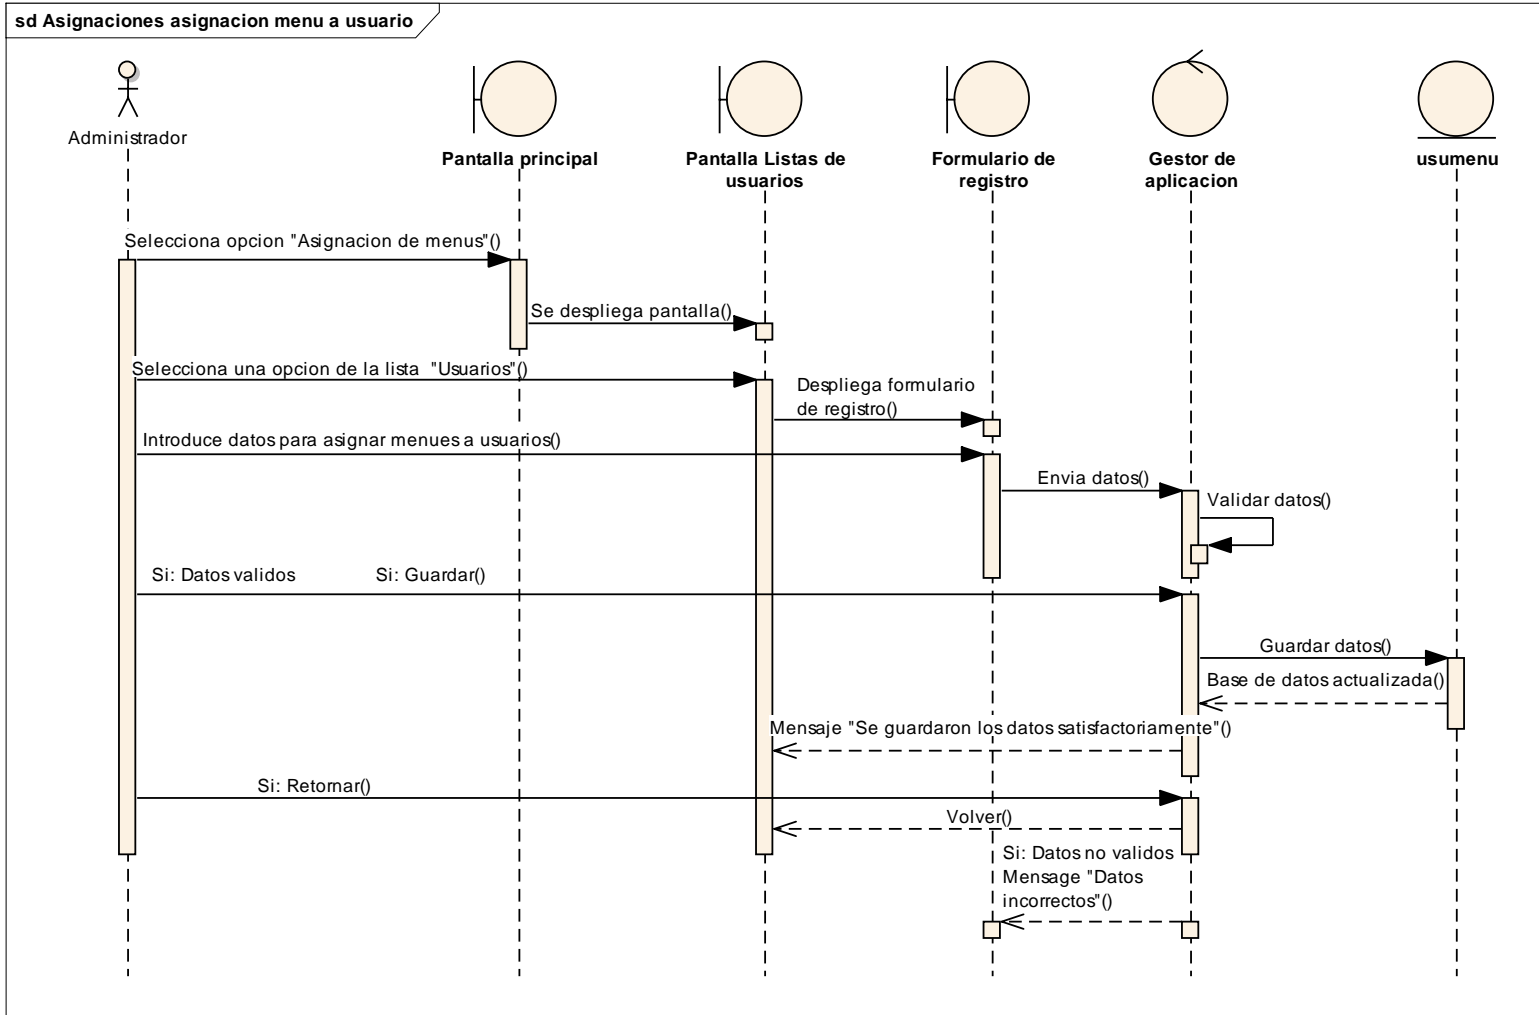 sd Asignaciones asignacion menu a usuario
Administrador
Pantalla principal
Pantalla Listas de
usuarios
Formulario de
registro
Gestor de
aplicacion
usumenu
Selecciona opcion "Asignacion de menus"()
Se despliega pantalla()
Selecciona una opcion de la lista "Usuarios"()
Despliega formulario
de registro()
Introduce datos para asignar menues a usuarios()
Envia datos()
Validar datos()
Si: Datos validos Si: Guardar()
Guardar datos()
Base de datos actualizada()
Mensaje "Se guardaron los datos satisfactoriamente"()
Si: Retornar()
Volver()
Si: Datos no validos
Mensage "Datos
incorrectos"()